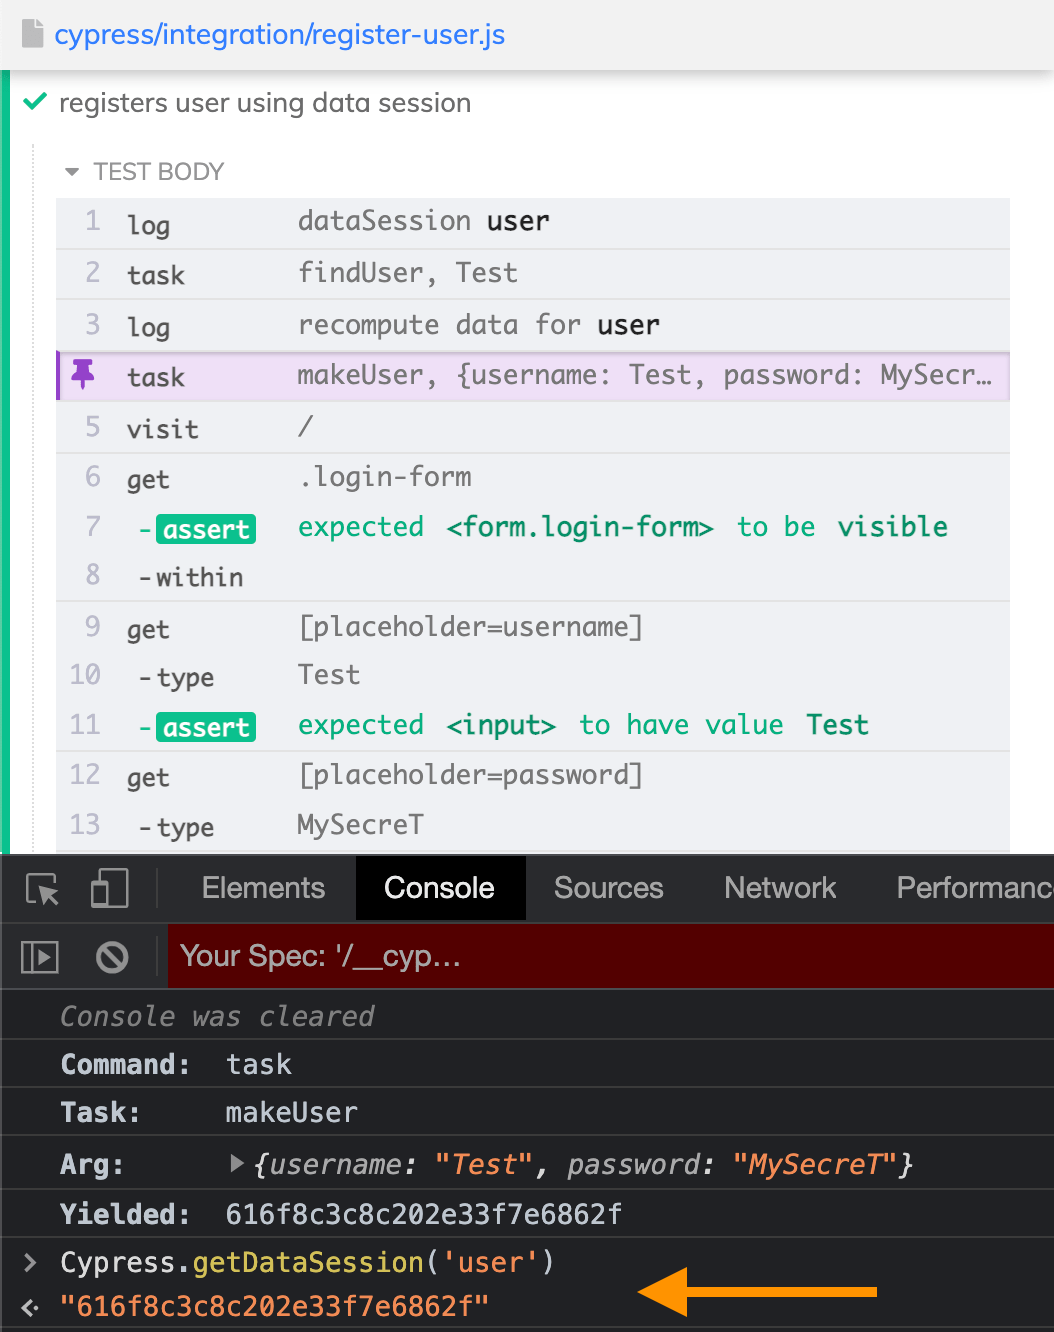 cypress/integration/register-user.js
registers user using data session
TEST BODY
1 log dataSession user
2 task findUser, Test
3 log recompute data for user
task makeUser, {username: Test, password: MySecr…
5 visit /
6 get .login-form
7 -assert expected <form.login-form> to be visible
8 -within
9 get [placeholder=username]
10 -type Test
11 -assert expected <input> to have value Test
12 get [placeholder=password]
13 -type MySecreT
Elements Console Sources Network Performanc
Your Spec: '/__cyp…
Console was cleared
Command: task
Task: makeUser
Arg: {username: "Test", password: "MySecreT"}
Yielded: 616f8c3c8c202e33f7e6862f
> Cypress.getDataSession('user')
"616f8c3c8c202e33f7e6862f"